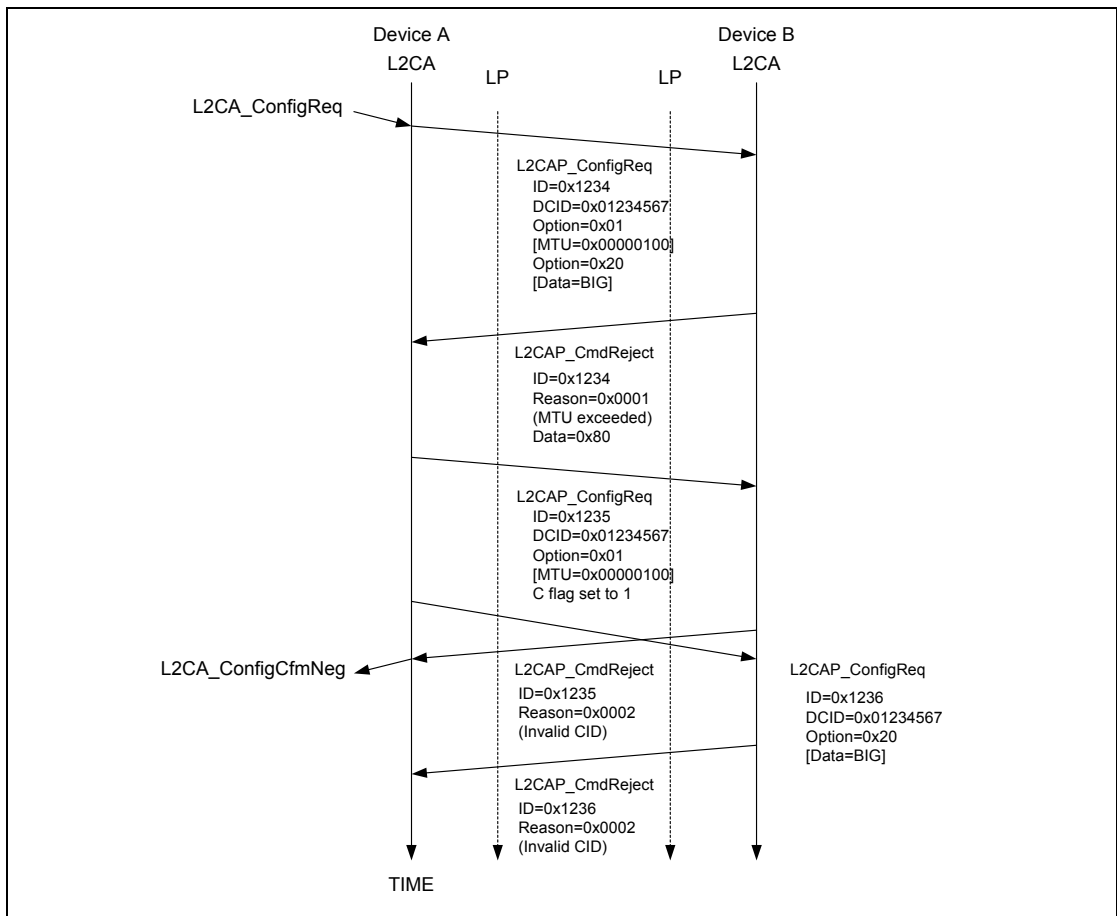 Device A
Device B
L2CA
LP
LP
L2CA
L2CA_ConfigReq
L2CAP_ConfigReq
ID=0x1234
DCID=0x01234567
Option=0x01
[MTU=0x00000100]
Option=0x20
[Data=BIG]
L2CAP_CmdReject
ID=0x1234
Reason=0x0001
(MTU exceeded)
Data=0x80
L2CAP_ConfigReq
ID=0x1235
DCID=0x01234567
Option=0x01
[MTU=0x00000100]
C flag set to 1
L2CA_ConfigCfmNeg
L2CAP_CmdReject
ID=0x1235
Reason=0x0002
(Invalid CID)
L2CAP_ConfigReq
ID=0x1236
DCID=0x01234567
Option=0x20
[Data=BIG]
L2CAP_CmdReject
ID=0x1236
Reason=0x0002
(Invalid CID)
TIME